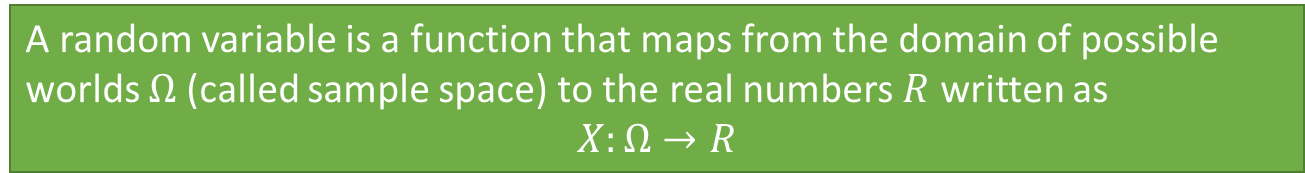 A random variable is a function that maps from the domain of possible
worlds Ω (called sample space) to the real numbers R written as
X: Ω → R